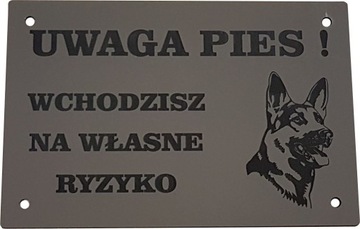 UWAGA PIES !
WCHODZISZ
NA WŁASNE
RYZYKO